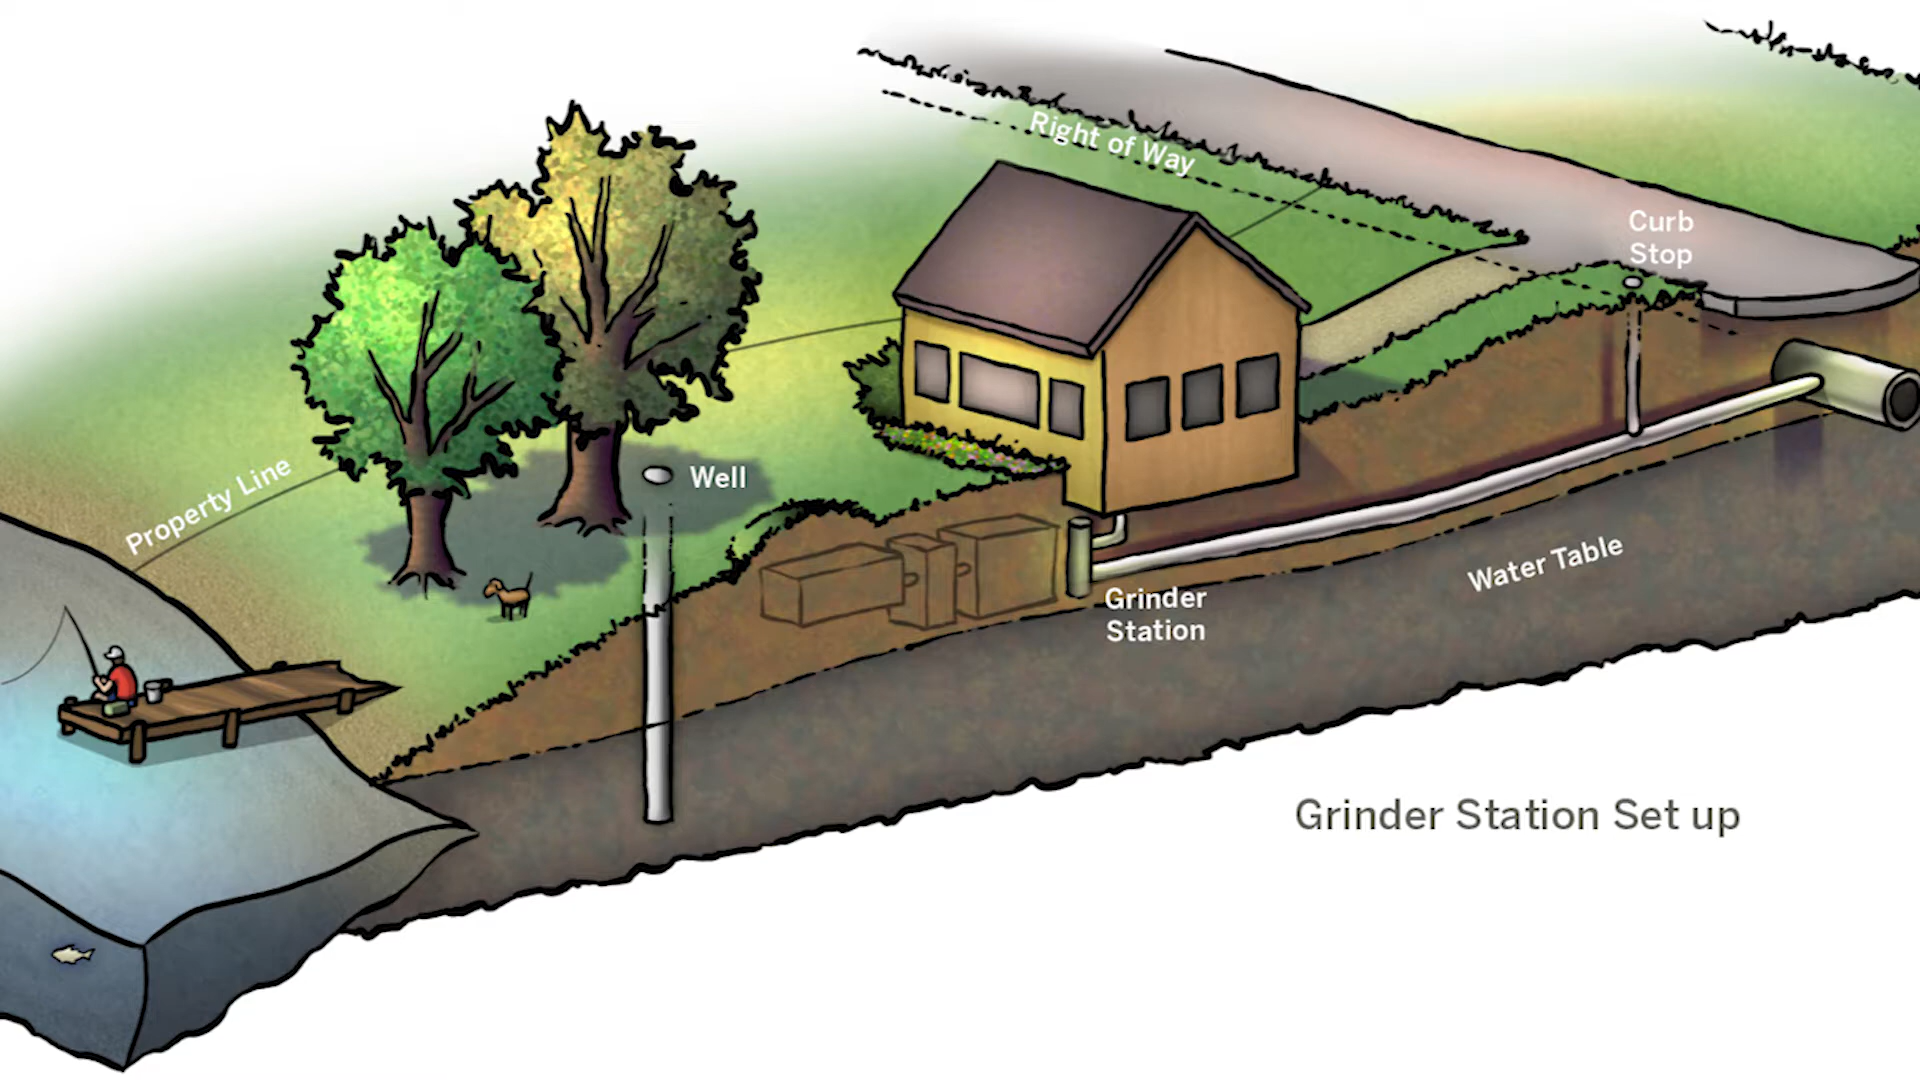 Right of Way
Curb
Stop
Property Line
Well
Water Table
Grinder
Station
Grinder Station Set up